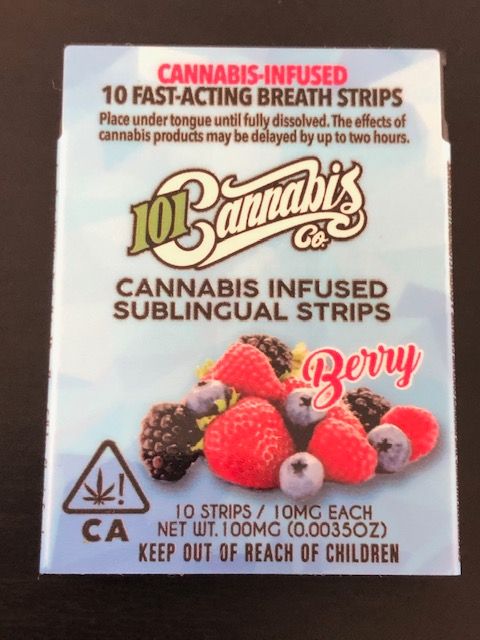 CANNABIS-INFUSED
10 FAST-ACTING BREATH STRIPS
Place under tongue until fully dissolved. The effects of
cannabis products may be delayed by up to two hours.
101 Cannabis
Co.
CANNABIS INFUSED
SUBLINGUAL STRIPS
Berry
!
CA
10 STRIPS / 10MG EACH
NET WT. 100MG (0.0035OZ)
KEEP OUT OF REACH OF CHILDREN